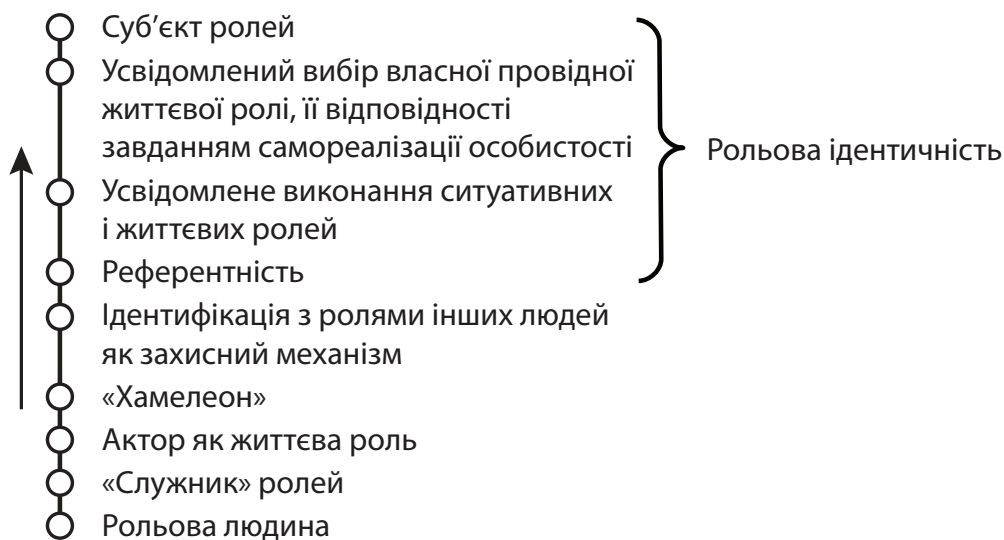 Суб’єкт ролей
Усвідомлений вибір власної провідної
життєвої ролі, її відповідності
завданням самореалізації особистості
Рольова ідентичність
Усвідомлене виконання ситуативних
і життєвих ролей
Референтність
Ідентифікація з ролями інших людей
як захисний механізм
«Хамелеон»
Актор як життєва роль
«Служник» ролей
Рольова людина